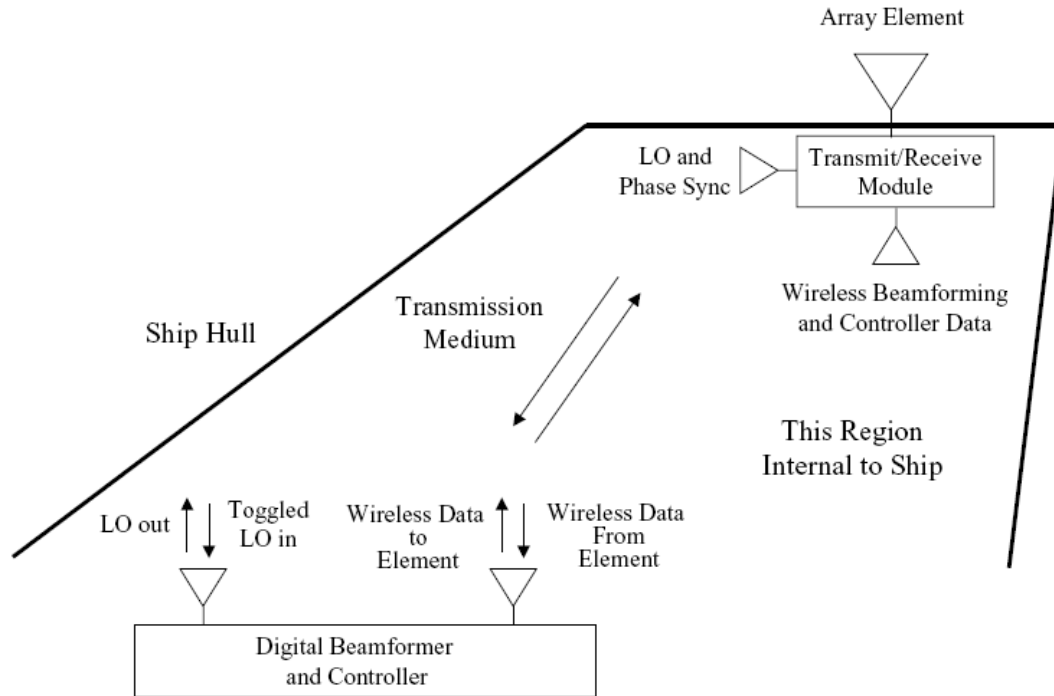 Array Element
LO and
Phase Sync
Transmit/Receive
Module
Wireless Beamforming
and Controller Data
Transmission
Medium
Ship Hull
This Region
Internal to Ship
LO out
Toggled
LO in
Wireless Data
to
Element
Wireless Data
From
Element
Digital Beamformer
and Controller